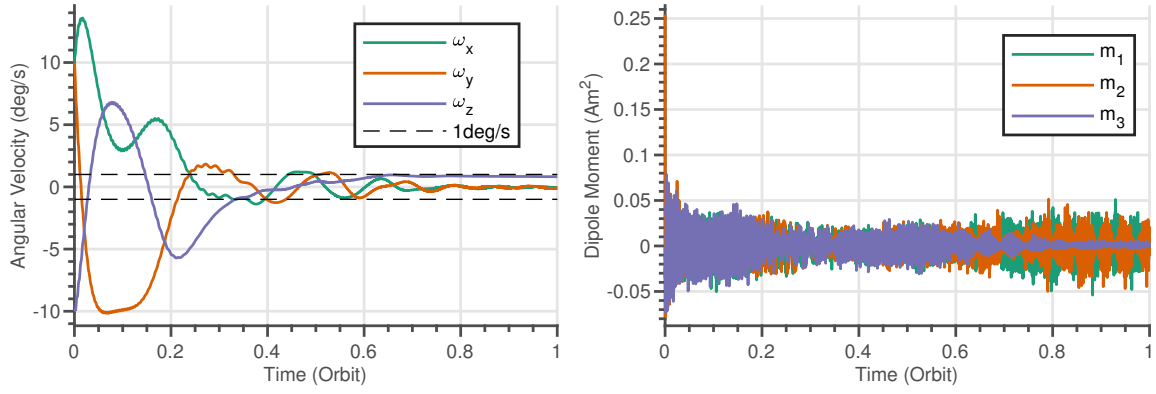 10
5
0
-5
-10
Angular Velocity (deg/s)
0
0.2
0.4
0.6
0.8
1
Time (Orbit)
ω_x
ω_y
ω_z
1deg/s
0.25
0.2
0.15
0.1
0.05
0
-0.05
Dipole Moment (Am²)
0
0.2
0.4
0.6
0.8
1
Time (Orbit)
m_1
m_2
m_3